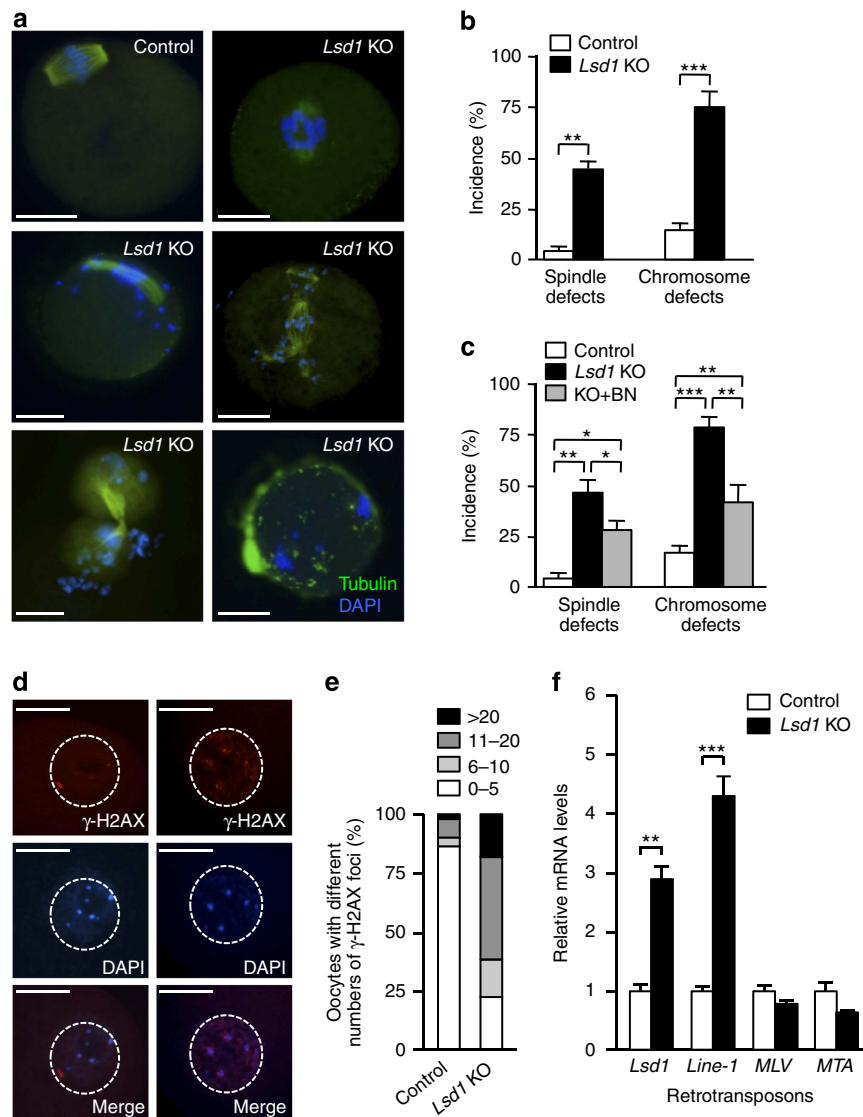 a
Control
Lsd1 KO
Lsd1 KO
Lsd1 KO
Lsd1 KO
Lsd1 KO
Tubulin
DAPI
b
Control
Lsd1 KO
100
75
50
25
0
Incidence (%)
**
***
Spindle defects
Chromosome defects
c
Control
Lsd1 KO
KO+BN
100
75
50
25
0
Incidence (%)
*
**
*
**
***
**
Spindle defects
Chromosome defects
d
γ-H2AX
γ-H2AX
DAPI
DAPI
Merge
Merge
e
>20
11–20
6–10
0–5
100
75
50
25
0
Oocytes with different
numbers of γ-H2AX foci (%)
Control
Lsd1 KO
f
Control
Lsd1 KO
6
5
4
3
2
1
0
Relative mRNA levels
**
***
Lsd1
Line-1
MLV
MTA
Retrotransposons